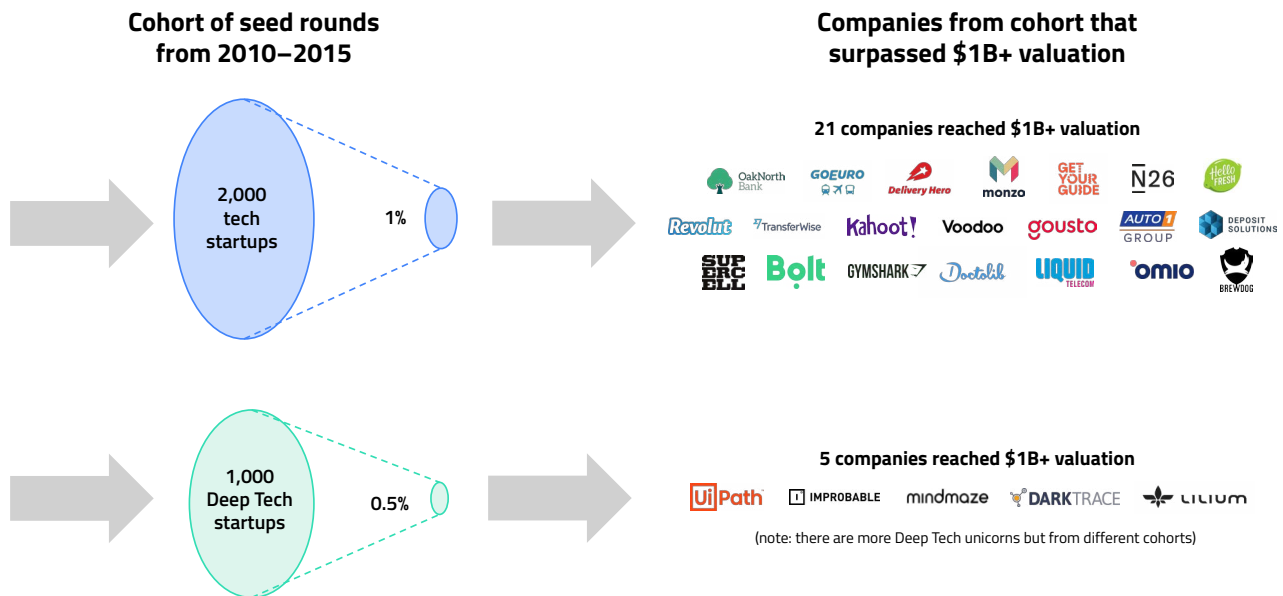 Cohort of seed rounds
from 2010–2015
Companies from cohort that
surpassed $1B+ valuation
2,000
tech
startups
1%
21 companies reached $1B+ valuation
OakNorth
Bank
GOEURO
Delivery Hero
monzo
GET
YOUR
GUIDE
N26
Hello
FRESH
Revolut
TransferWise
Kahoot!
Voodoo
gousto
AUTO1
GROUP
DEPOSIT
SOLUTIONS
SUP
ERC
ELL
Bolt
GYMSHARK
Doctolib
LIQUID
TELECOM
omio
BREWDOG
1,000
Deep Tech
startups
0.5%
5 companies reached $1B+ valuation
UiPath
IMPROBABLE
mindmaze
DARKTRACE
LILIUM
(note: there are more Deep Tech unicorns but from different cohorts)